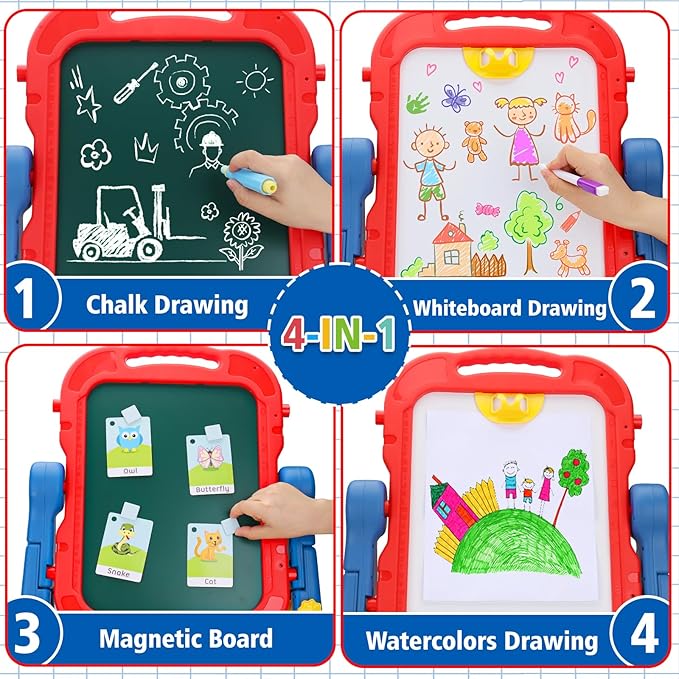 1 Chalk Drawing
Whiteboard Drawing 2
4-IN-1
Owl
Butterfly
Snake
Cat
3 Magnetic Board
Watercolors Drawing 4